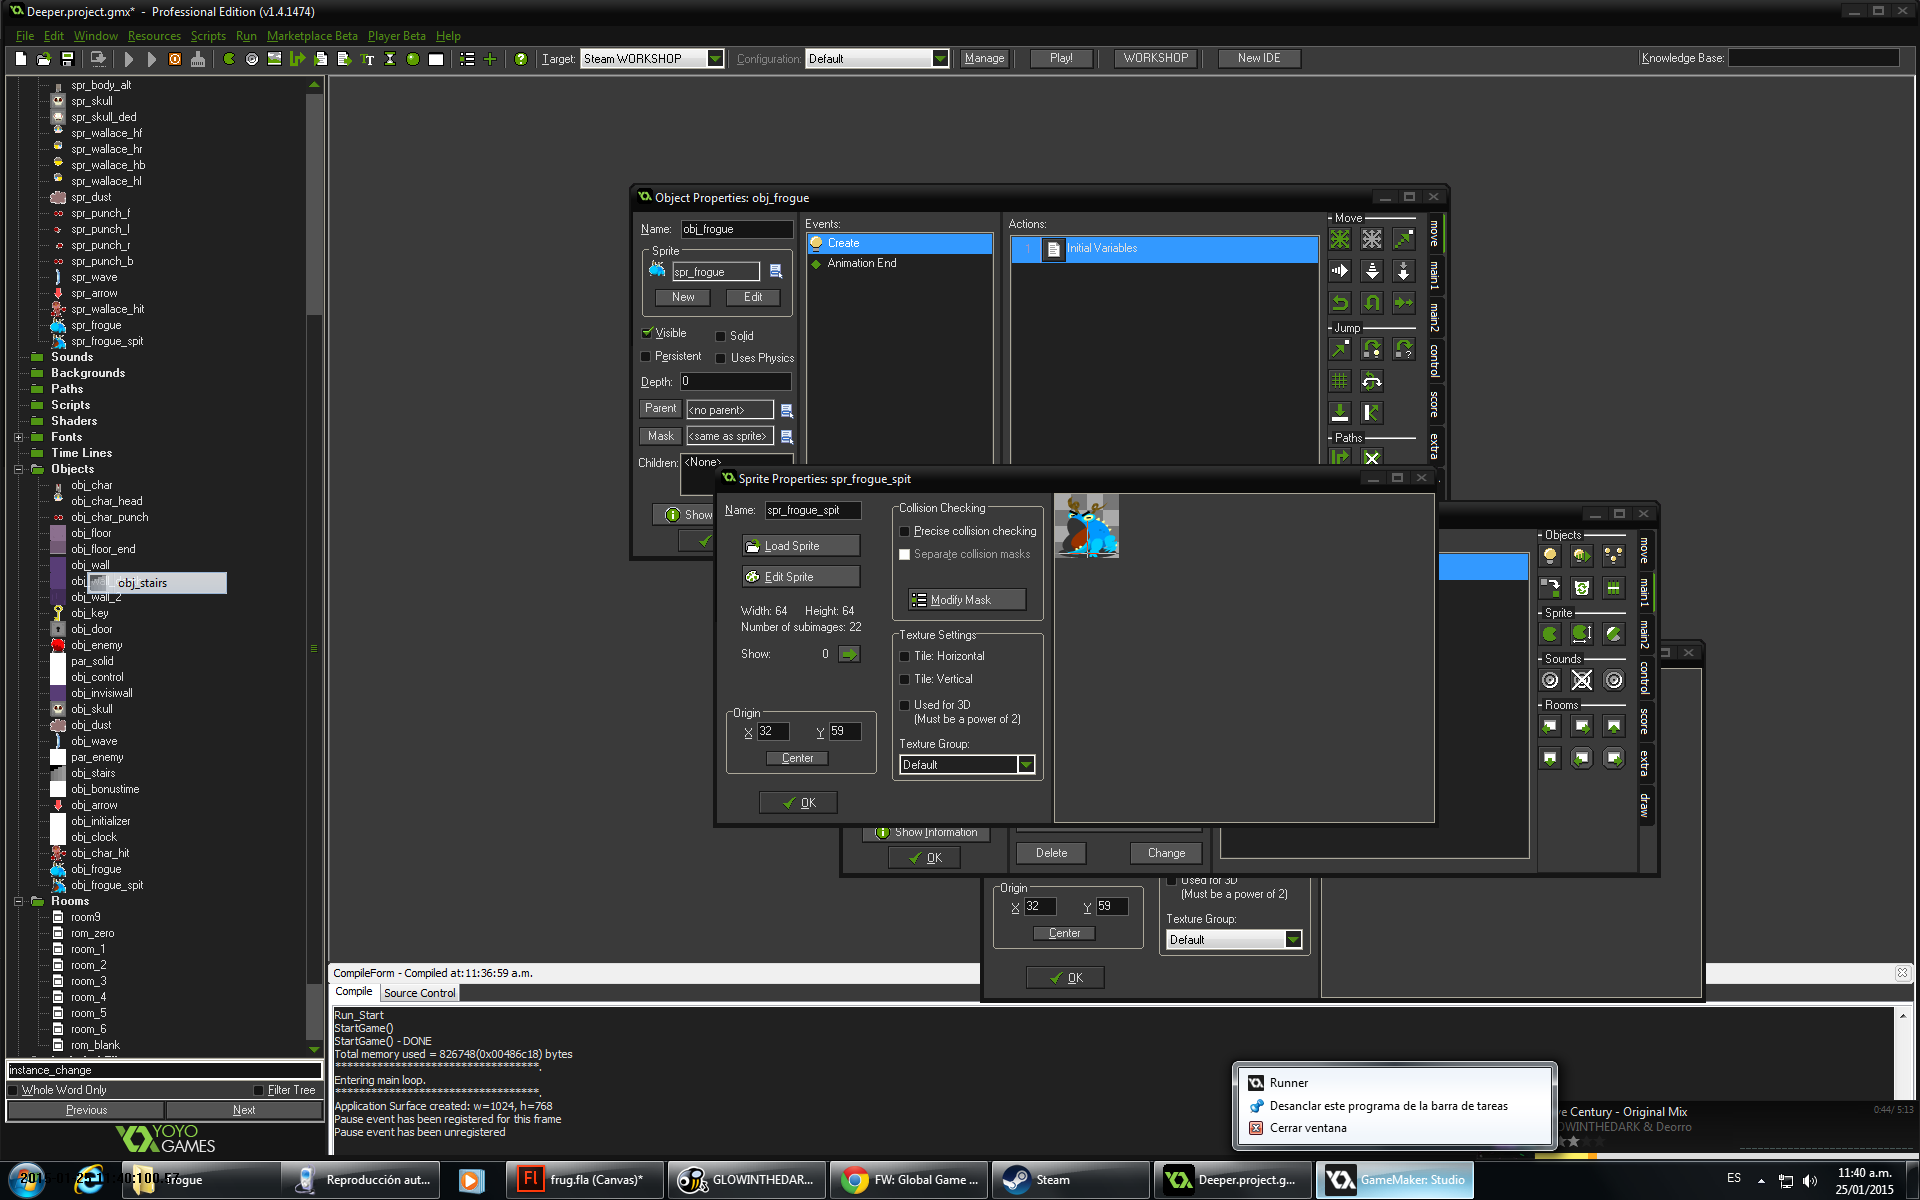 Deeper.project.gmx*  -  Professional Edition (v1.4.1474)
File Edit Window Resources Scripts Run Marketplace Beta Player Beta Help
Target: Steam WORKSHOP Configuration: Default Manage Play! WORKSHOP New IDE Knowledge Base:
spr_body_alt
spr_skull
spr_skull_ded
spr_wallace_hf
spr_wallace_hr
spr_wallace_hb
spr_wallace_hl
spr_dust
spr_punch_f
spr_punch_l
spr_punch_r
spr_punch_b
spr_wave
spr_arrow
spr_wallace_hit
spr_frogue
spr_frogue_spit
Sounds
Backgrounds
Paths
Scripts
Shaders
Fonts
Time Lines
Objects
obj_char
obj_char_head
obj_char_punch
obj_floor
obj_floor_end
obj_wall
obj_stairs
obj_wall_2
obj_key
obj_door
obj_enemy
par_solid
obj_control
obj_invisiwall
obj_skull
obj_dust
obj_wave
par_enemy
obj_stairs
obj_bonustime
obj_arrow
obj_initializer
obj_clock
obj_char_hit
obj_frogue
obj_frogue_spit
Rooms
room9
rom_zero
room_1
room_2
room_3
room_4
room_5
room_6
rom_blank
instance_change
Whole Word Only Filter Tree
Previous Next
YOYO
GAMES
Object Properties: obj_frogue
Name: obj_frogue
Sprite
spr_frogue
New Edit
Visible Solid
Persistent Uses Physics
Depth: 0
Parent <no parent>
Mask <same as sprite>
Children: <None>
Show
Events:
Create
Animation End
Actions:
1 Initial Variables
Move
Jump
Paths
move
main1
main2
control
score
extra
Sprite Properties: spr_frogue_spit
Name: spr_frogue_spit
Load Sprite
Edit Sprite
Width: 64 Height: 64
Number of subimages: 22
Show: 0
Origin
X 32 Y 59
Center
OK
Collision Checking
Precise collision checking
Separate collision masks
Modify Mask
Texture Settings
Tile: Horizontal
Tile: Vertical
Used for 3D
(Must be a power of 2)
Texture Group:
Default
Objects
Sprite
Sounds
Rooms
move
main1
main2
control
score
extra
draw
Show Information
OK
Delete Change
Origin
X 32 Y 59
Center
OK
Used for 3D
(Must be a power of 2)
Texture Group:
Default
CompileForm - Compiled at:11:36:59 a.m.
Compile Source Control
Run_Start
StartGame()
StartGame() - DONE
Total memory used = 826748(0x00486c18) bytes
**********************************.
Entering main loop.
**********************************.
Application Surface created: w=1024, h=768
Pause event has been registered for this frame
Pause event has been unregistered
Runner
Desanclar este programa de la barra de tareas
Cerrar ventana
Century - Original Mix
& Deorro
0:44/ 5:13
frogue
Reproducción aut...
frug.fla (Canvas)*
GLOWINTHEDAR...
FW: Global Game ...
Steam
Deeper.project.g...
GameMaker: Studio
ES
11:40 a.m.
25/01/2015